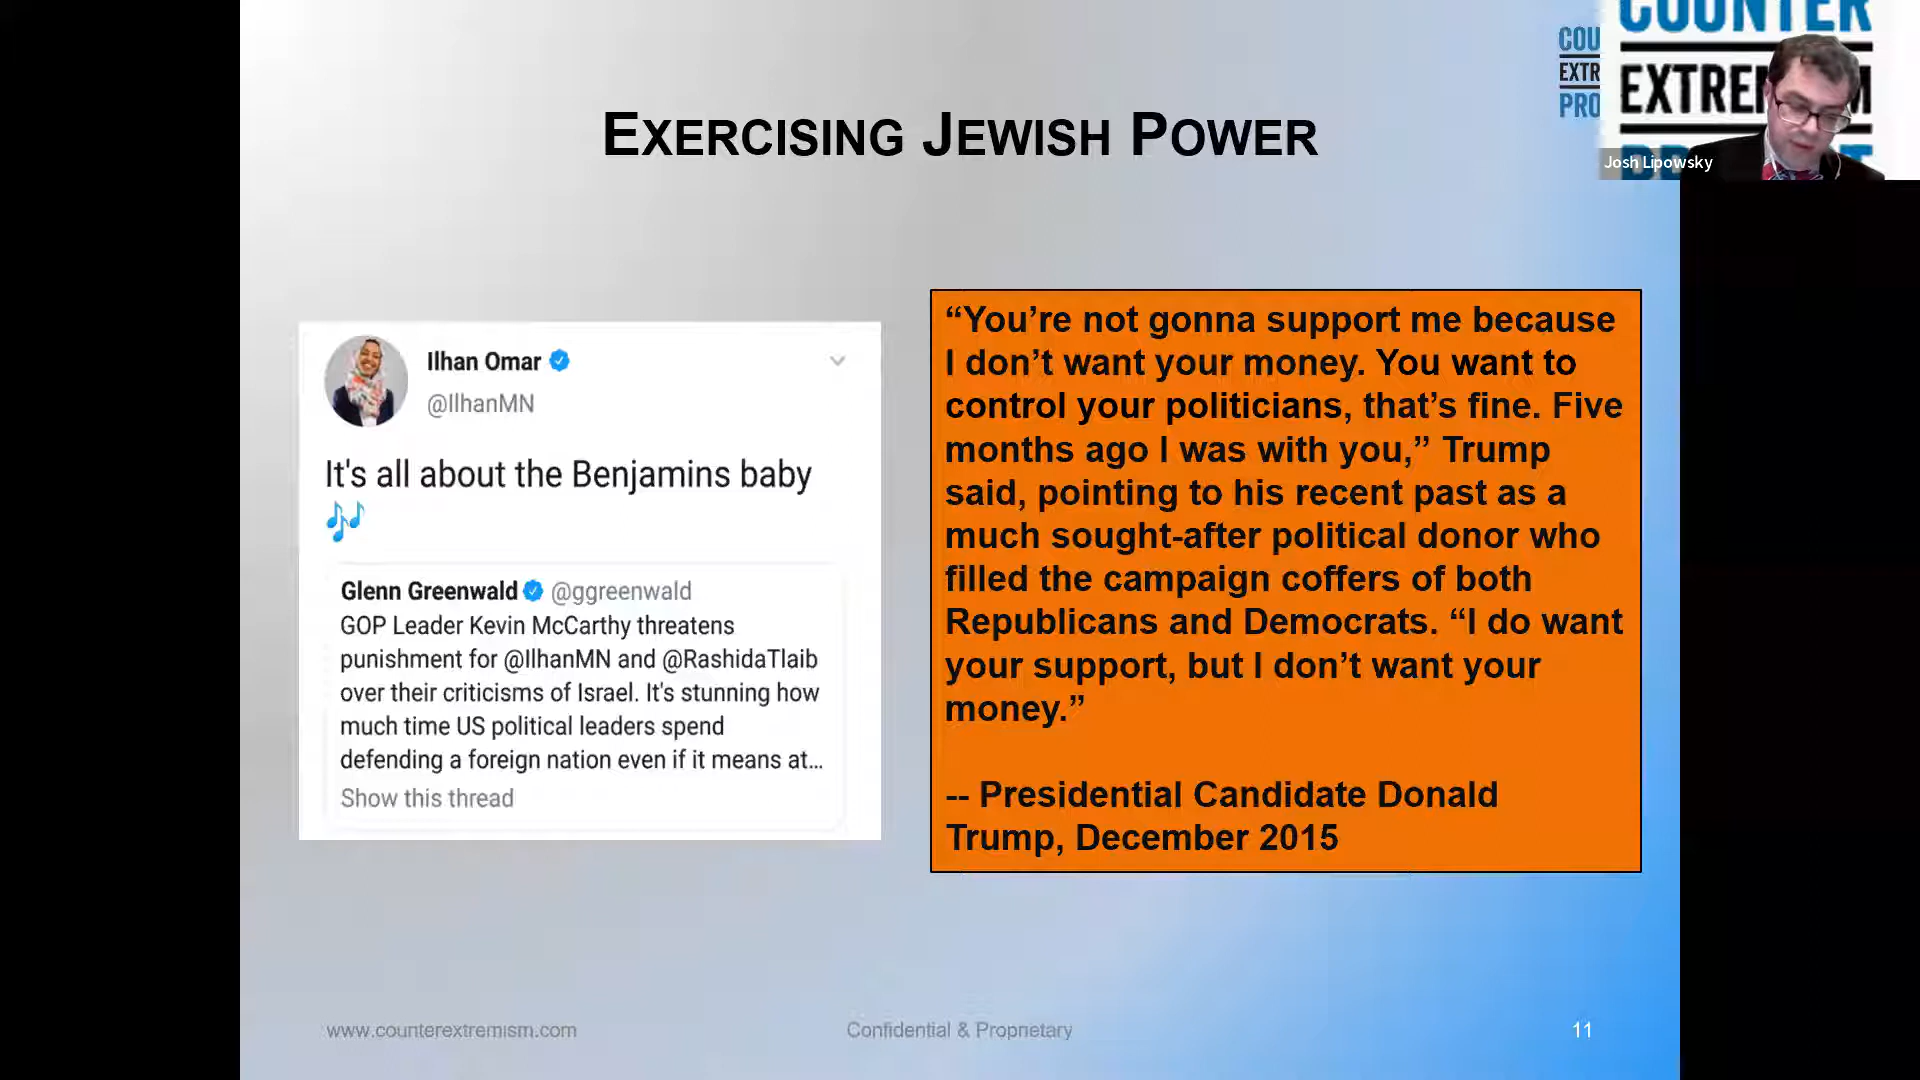 EXERCISING JEWISH POWER
COU
EXTR
PRO
COUNTER
EXTREM
Josh Lipowsky
Ilhan Omar
@IlhanMN
It's all about the Benjamins baby
Glenn Greenwald @ggreenwald
GOP Leader Kevin McCarthy threatens
punishment for @IlhanMN and @RashidaTlaib
over their criticisms of Israel. It's stunning how
much time US political leaders spend
defending a foreign nation even if it means at...
Show this thread
“You’re not gonna support me because
I don’t want your money. You want to
control your politicians, that’s fine. Five
months ago I was with you,” Trump
said, pointing to his recent past as a
much sought-after political donor who
filled the campaign coffers of both
Republicans and Democrats. “I do want
your support, but I don’t want your
money.”
-- Presidential Candidate Donald
Trump, December 2015
www.counterextremism.com
Confidential & Proprietary
11